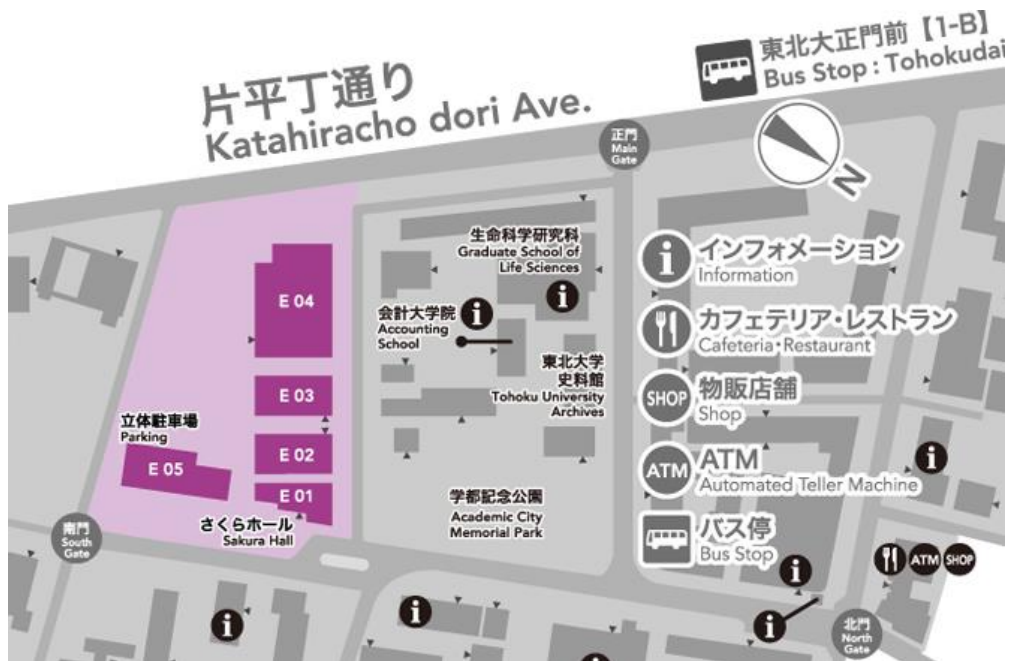 東北大正門前【1-B】
Bus Stop : Tohokudai
片平丁通り
Katahiracho dori Ave.
正門
Main
Gate
N
生命科学研究科
Graduate School of
Life Sciences
i
インフォメーション
Information
E 04
会計大学院
Accounting
School
i
i
カフェテリア・レストラン
Cafeteria・Restaurant
東北大学
史料館
Tohoku University
Archives
E 03
SHOP
物販店舗
Shop
立体駐車場
Parking
E 02
E 05
ATM
ATM
Automated Teller Machine
i
E 01
さくらホール
Sakura Hall
学都記念公園
Academic City
Memorial Park
バス停
Bus Stop
南門
South
Gate
i
ATM
SHOP
i
i
i
i
北門
North
Gate